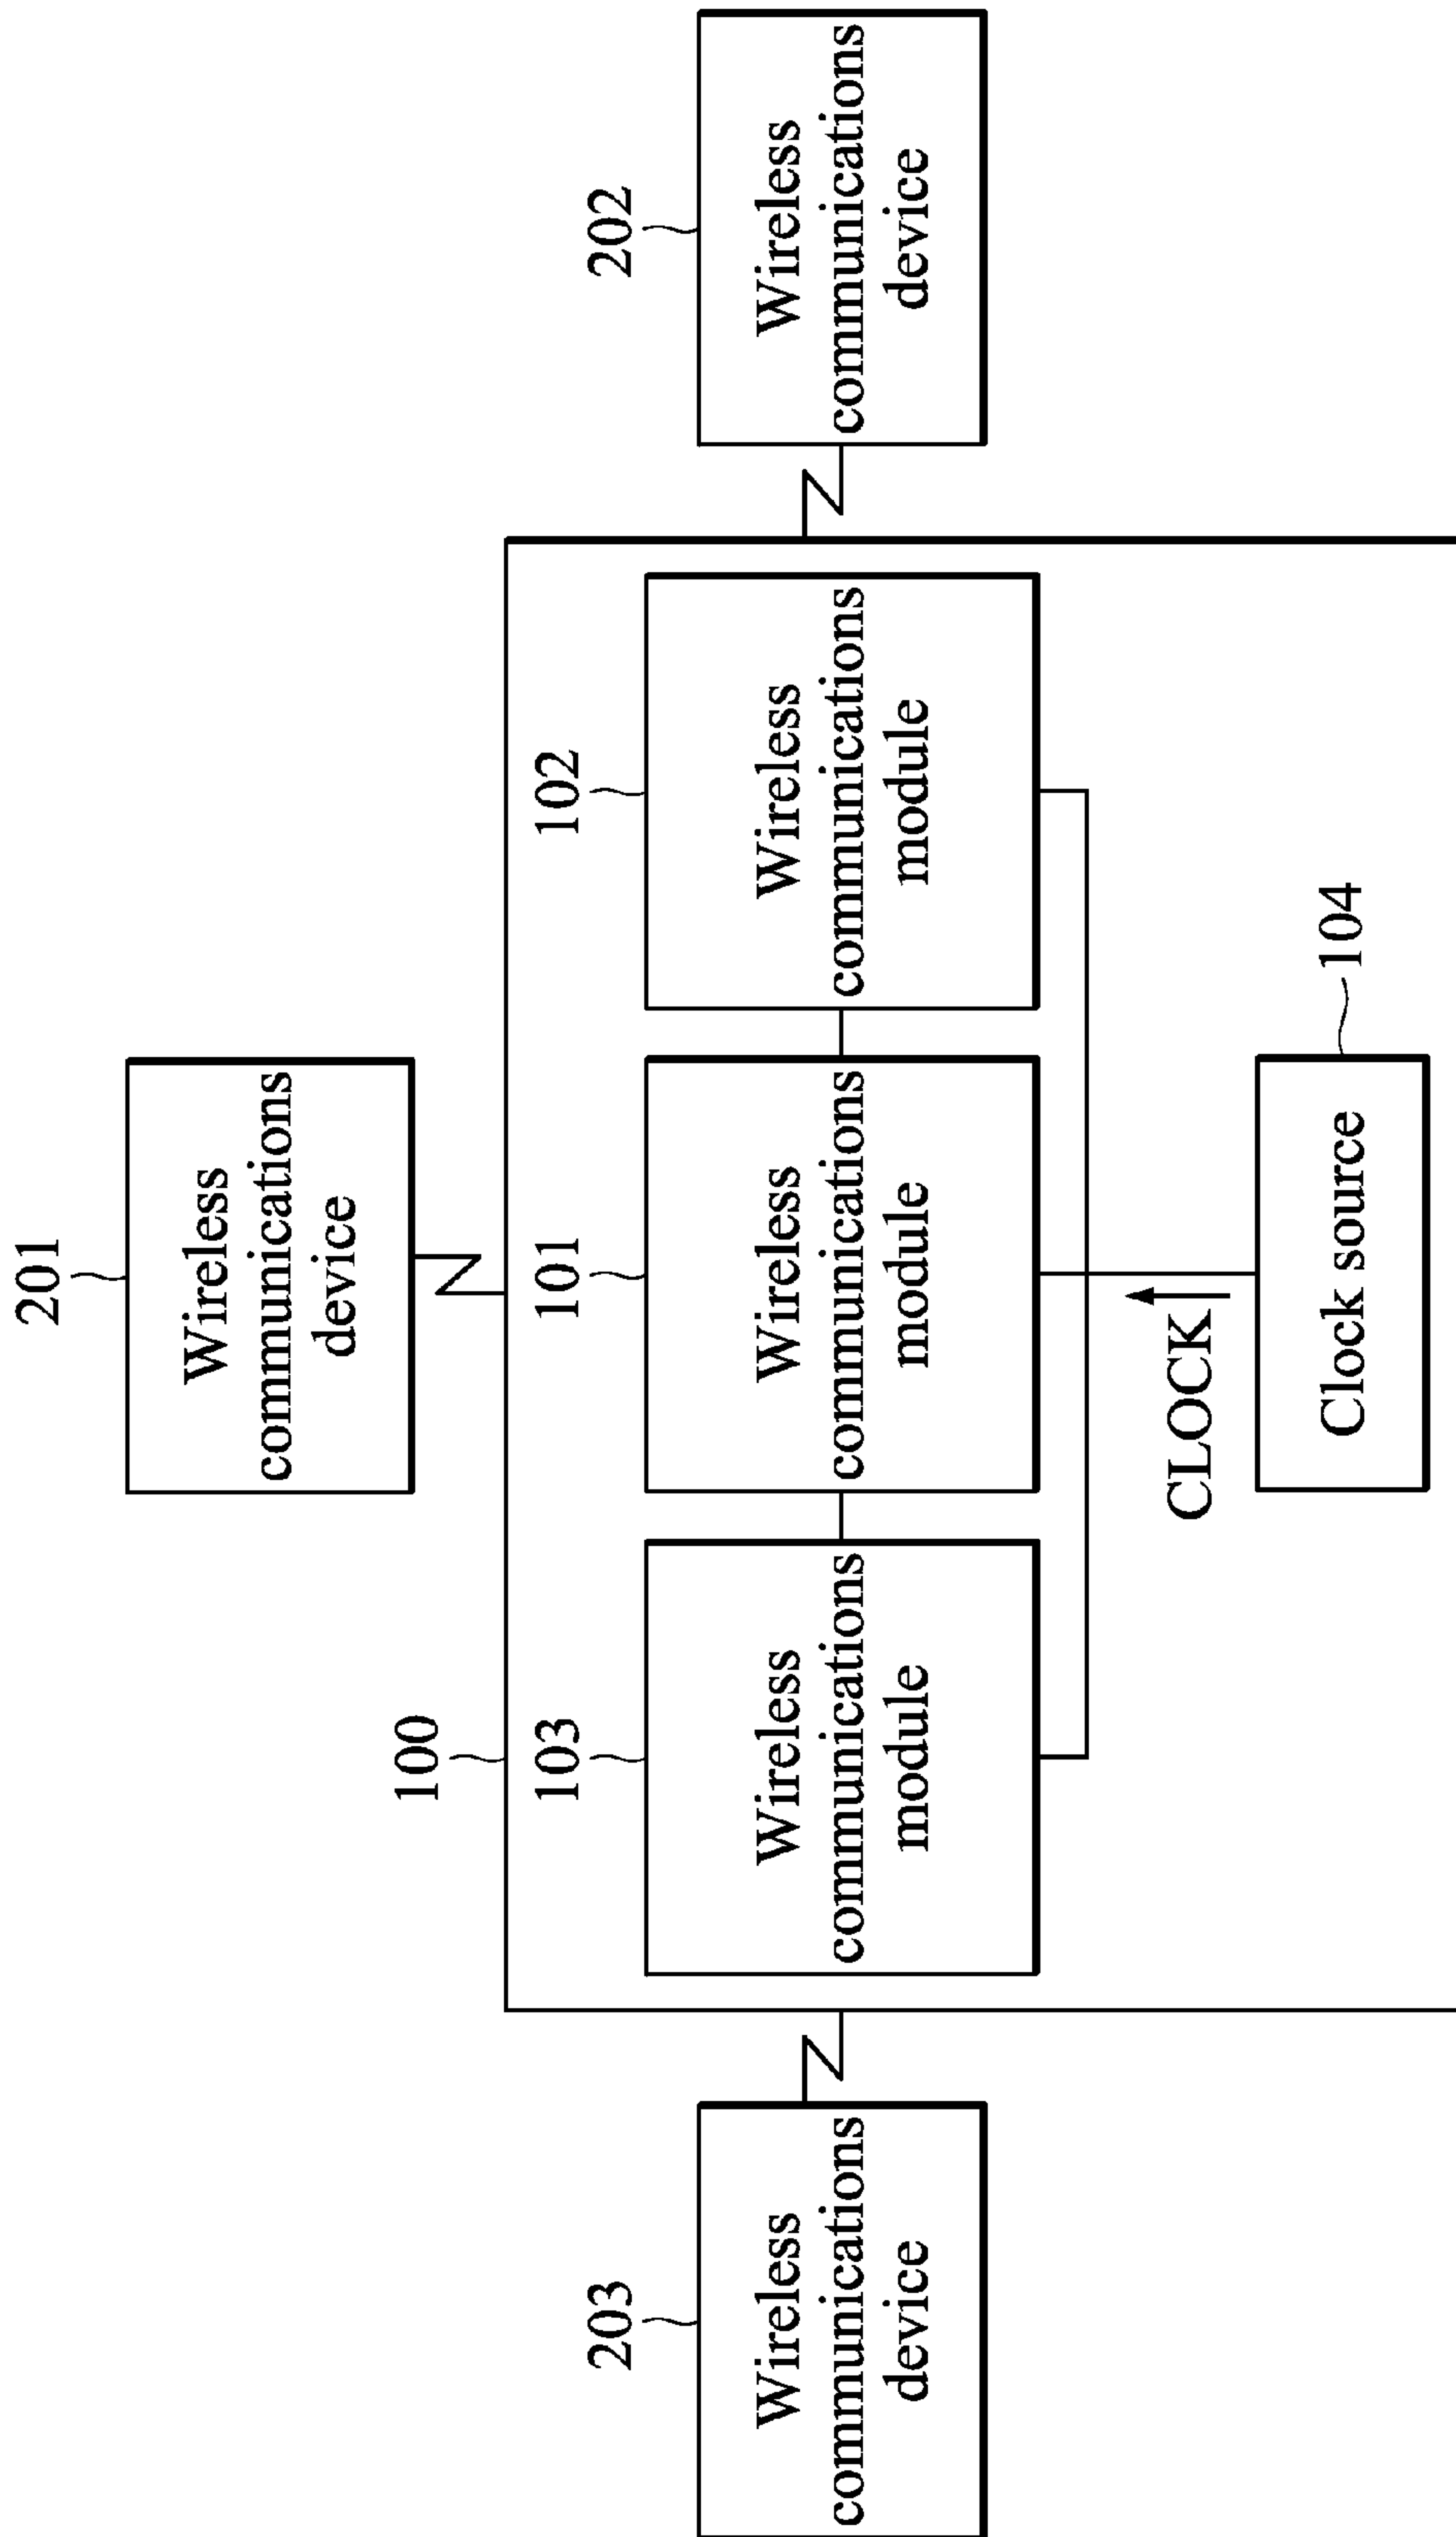 201
Wireless
communications
device
100
203
Wireless
communications
device
103
Wireless
communications
module
101
Wireless
communications
module
102
Wireless
communications
module
202
Wireless
communications
device
CLOCK
Clock source
104